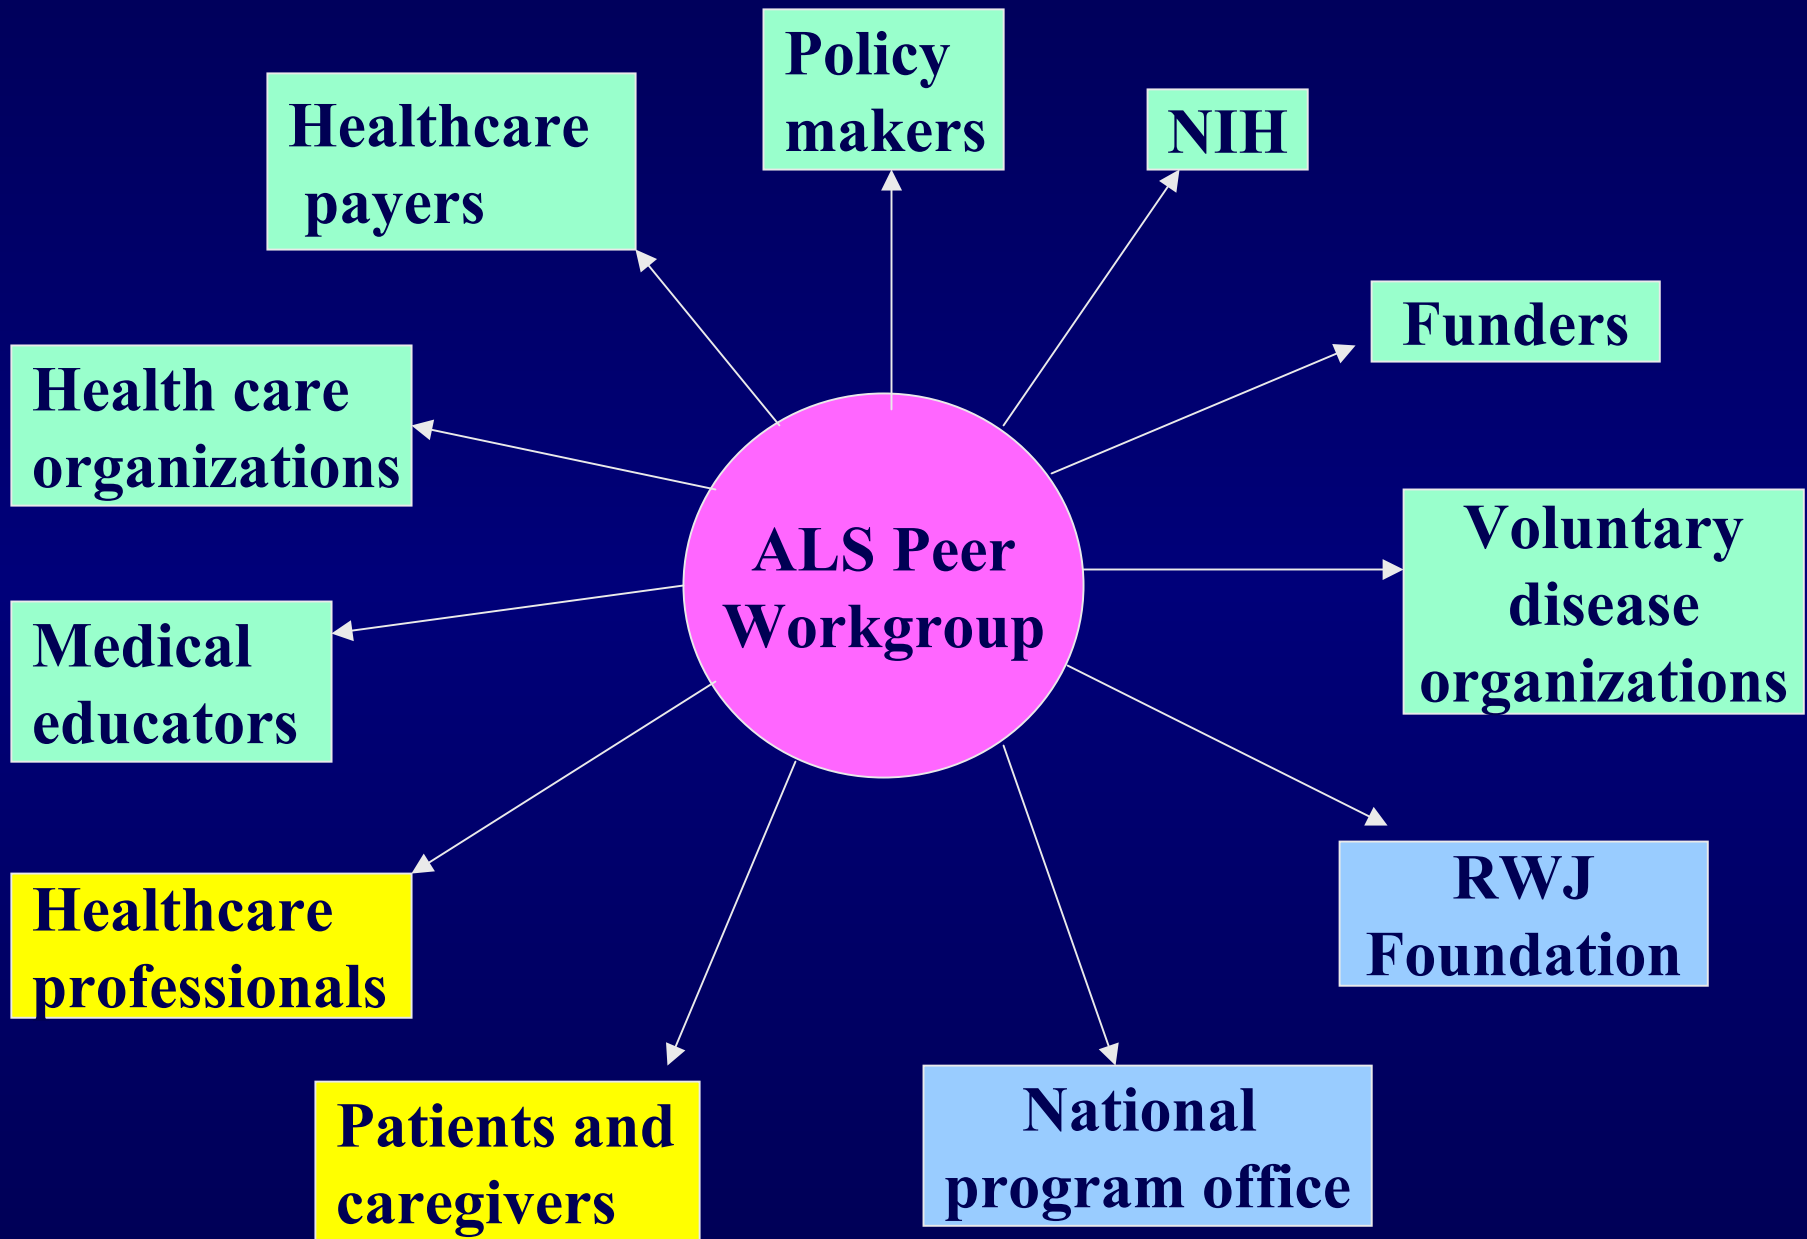 Policy
makers
Healthcare
payers
NIH
Funders
Health care
organizations
Voluntary
disease
organizations
ALS Peer
Workgroup
Medical
educators
RWJ
Foundation
Healthcare
professionals
National
program office
Patients and
caregivers